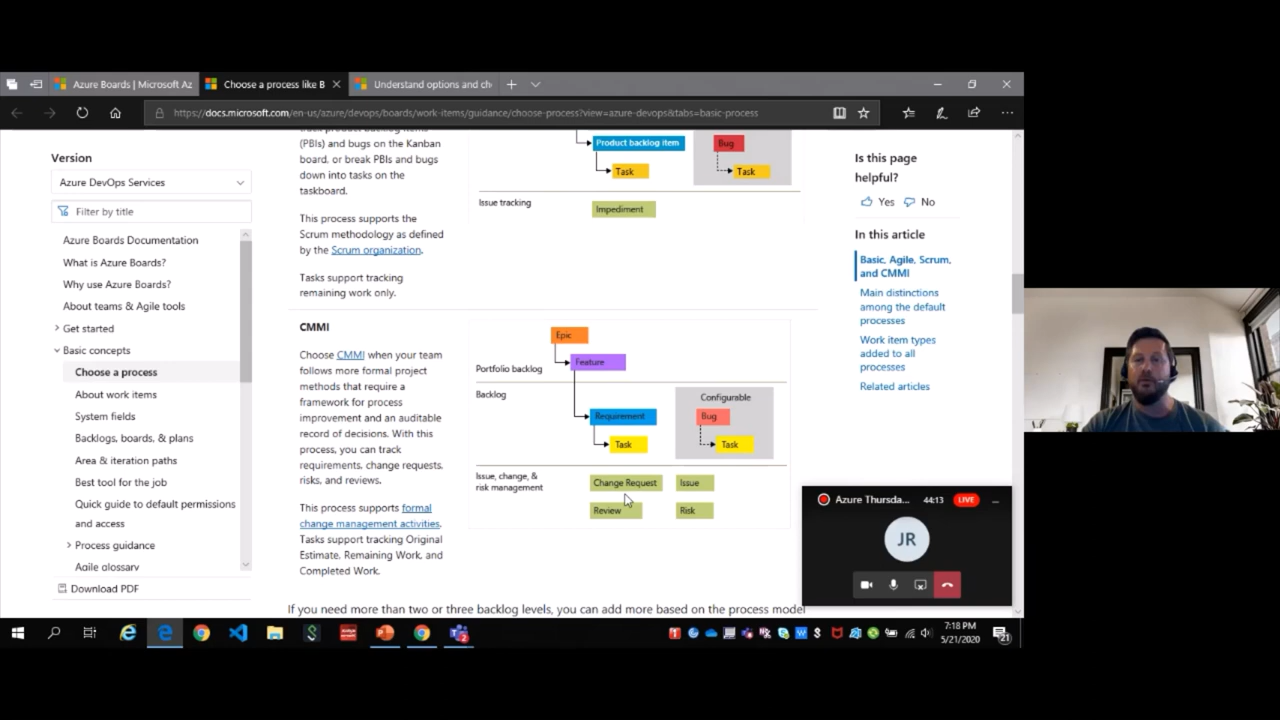 Azure Boards | Microsoft Az
Choose a process like B
Understand options and ch
https://docs.microsoft.com/en-us/azure/devops/boards/work-items/guidance/choose-process?view=azure-devops&tabs=basic-process
Version
Azure DevOps Services
Filter by title
Azure Boards Documentation
What is Azure Boards?
Why use Azure Boards?
About teams & Agile tools
Get started
Basic concepts
Choose a process
About work items
System fields
Backlogs, boards, & plans
Area & iteration paths
Best tool for the job
Quick guide to default permissions
and access
Process guidance
Agile glossary
Download PDF
track product backlog items
(PBIs) and bugs on the Kanban
board, or break PBIs and bugs
down into tasks on the
taskboard.
This process supports the
Scrum methodology as defined
by the Scrum organization.
Tasks support tracking
remaining work only.
Product backlog item
Bug
Task
Task
Issue tracking
Impediment
CMMI
Choose CMMI when your team
follows more formal project
methods that require a
framework for process
improvement and an auditable
record of decisions. With this
process, you can track
requirements, change requests,
risks, and reviews.
This process supports formal
change management activities.
Tasks support tracking Original
Estimate, Remaining Work, and
Completed Work.
Epic
Feature
Portfolio backlog
Backlog
Configurable
Requirement
Bug
Task
Task
Issue, change, &
risk management
Change Request
Issue
Review
Risk
If you need more than two or three backlog levels, you can add more based on the process model
Is this page
helpful?
Yes
No
In this article
Basic, Agile, Scrum,
and CMMI
Main distinctions
among the default
processes
Work item types
added to all
processes
Related articles
Azure Thursda...
44:13
LIVE
JR
7:18 PM
5/21/2020
21